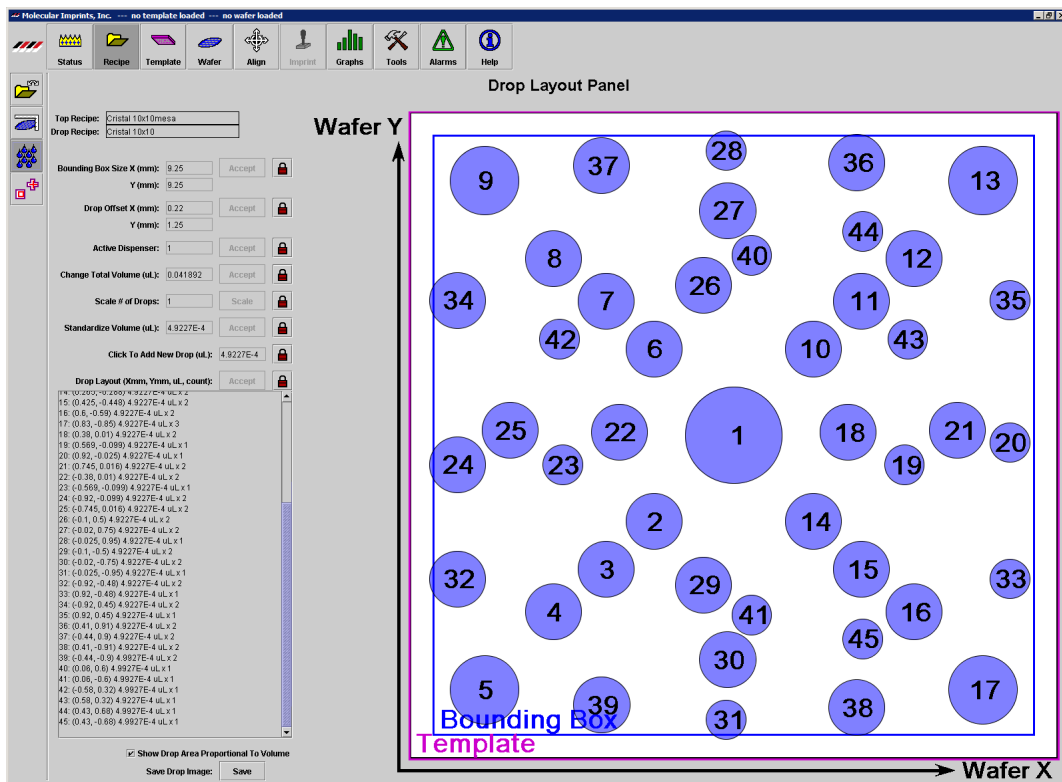 Molecular Imprints, Inc. --- no template loaded --- no wafer loaded
Status Recipe Template Wafer Align Imprint Graphs Tools Alarms Help
Drop Layout Panel
Top Recipe: Cristal 10x10mesa
Drop Recipe: Cristal 10x10
Bounding Box Size X (mm): 9.25 Accept
Y (mm): 9.25
Drop Offset X (mm): 0.22 Accept
Y (mm): 1.25
Active Dispenser: 1 Accept
Change Total Volume (uL): 0.041892 Accept
Scale # of Drops: 1 Scale
Standardize Volume (uL): 4.9227E-4 Accept
Click To Add New Drop (uL): 4.9227E-4
Drop Layout (Xmm, Ymm, uL, count): Accept
14: (0.265, -0.288) 4.9227E-4 uL x 2
15: (0.425, -0.448) 4.9227E-4 uL x 2
16: (0.6, -0.59) 4.9227E-4 uL x 2
17: (0.83, -0.85) 4.9227E-4 uL x 3
18: (0.38, 0.01) 4.9227E-4 uL x 2
19: (0.569, -0.099) 4.9227E-4 uL x 1
20: (0.92, -0.025) 4.9227E-4 uL x 1
21: (0.745, 0.016) 4.9227E-4 uL x 2
22: (-0.38, 0.01) 4.9227E-4 uL x 2
23: (-0.569, -0.099) 4.9227E-4 uL x 1
24: (-0.92, -0.099) 4.9227E-4 uL x 2
25: (-0.745, 0.016) 4.9227E-4 uL x 2
26: (-0.1, 0.5) 4.9227E-4 uL x 2
27: (-0.02, 0.75) 4.9227E-4 uL x 2
28: (-0.025, 0.95) 4.9227E-4 uL x 1
29: (-0.1, -0.5) 4.9227E-4 uL x 2
30: (-0.02, -0.75) 4.9227E-4 uL x 2
31: (-0.025, -0.95) 4.9227E-4 uL x 1
32: (-0.92, -0.48) 4.9227E-4 uL x 2
33: (0.92, -0.48) 4.9227E-4 uL x 1
34: (-0.92, 0.45) 4.9227E-4 uL x 2
35: (0.92, 0.45) 4.9227E-4 uL x 1
36: (0.41, 0.91) 4.9227E-4 uL x 2
37: (-0.44, 0.9) 4.9227E-4 uL x 2
38: (0.41, -0.91) 4.9227E-4 uL x 2
39: (-0.44, -0.9) 4.9927E-4 uL x 2
40: (0.06, 0.6) 4.9927E-4 uL x 1
41: (0.06, -0.6) 4.9927E-4 uL x 1
42: (-0.58, 0.32) 4.9927E-4 uL x 1
43: (0.58, 0.32) 4.9927E-4 uL x 1
44: (0.43, 0.68) 4.9927E-4 uL x 1
45: (0.43, -0.68) 4.9927E-4 uL x 1
Show Drop Area Proportional To Volume
Save Drop Image: Save
Wafer Y
28
37 36
9 13
27
44
40
8 12
26
34 7 11 35
42 43
6 10
25 22 1 18 21 20
24 23 19
2 14
3 15
32 29 33
4 41 16
45
30
5 17
39 38
Bounding Box 31
Template
Wafer X